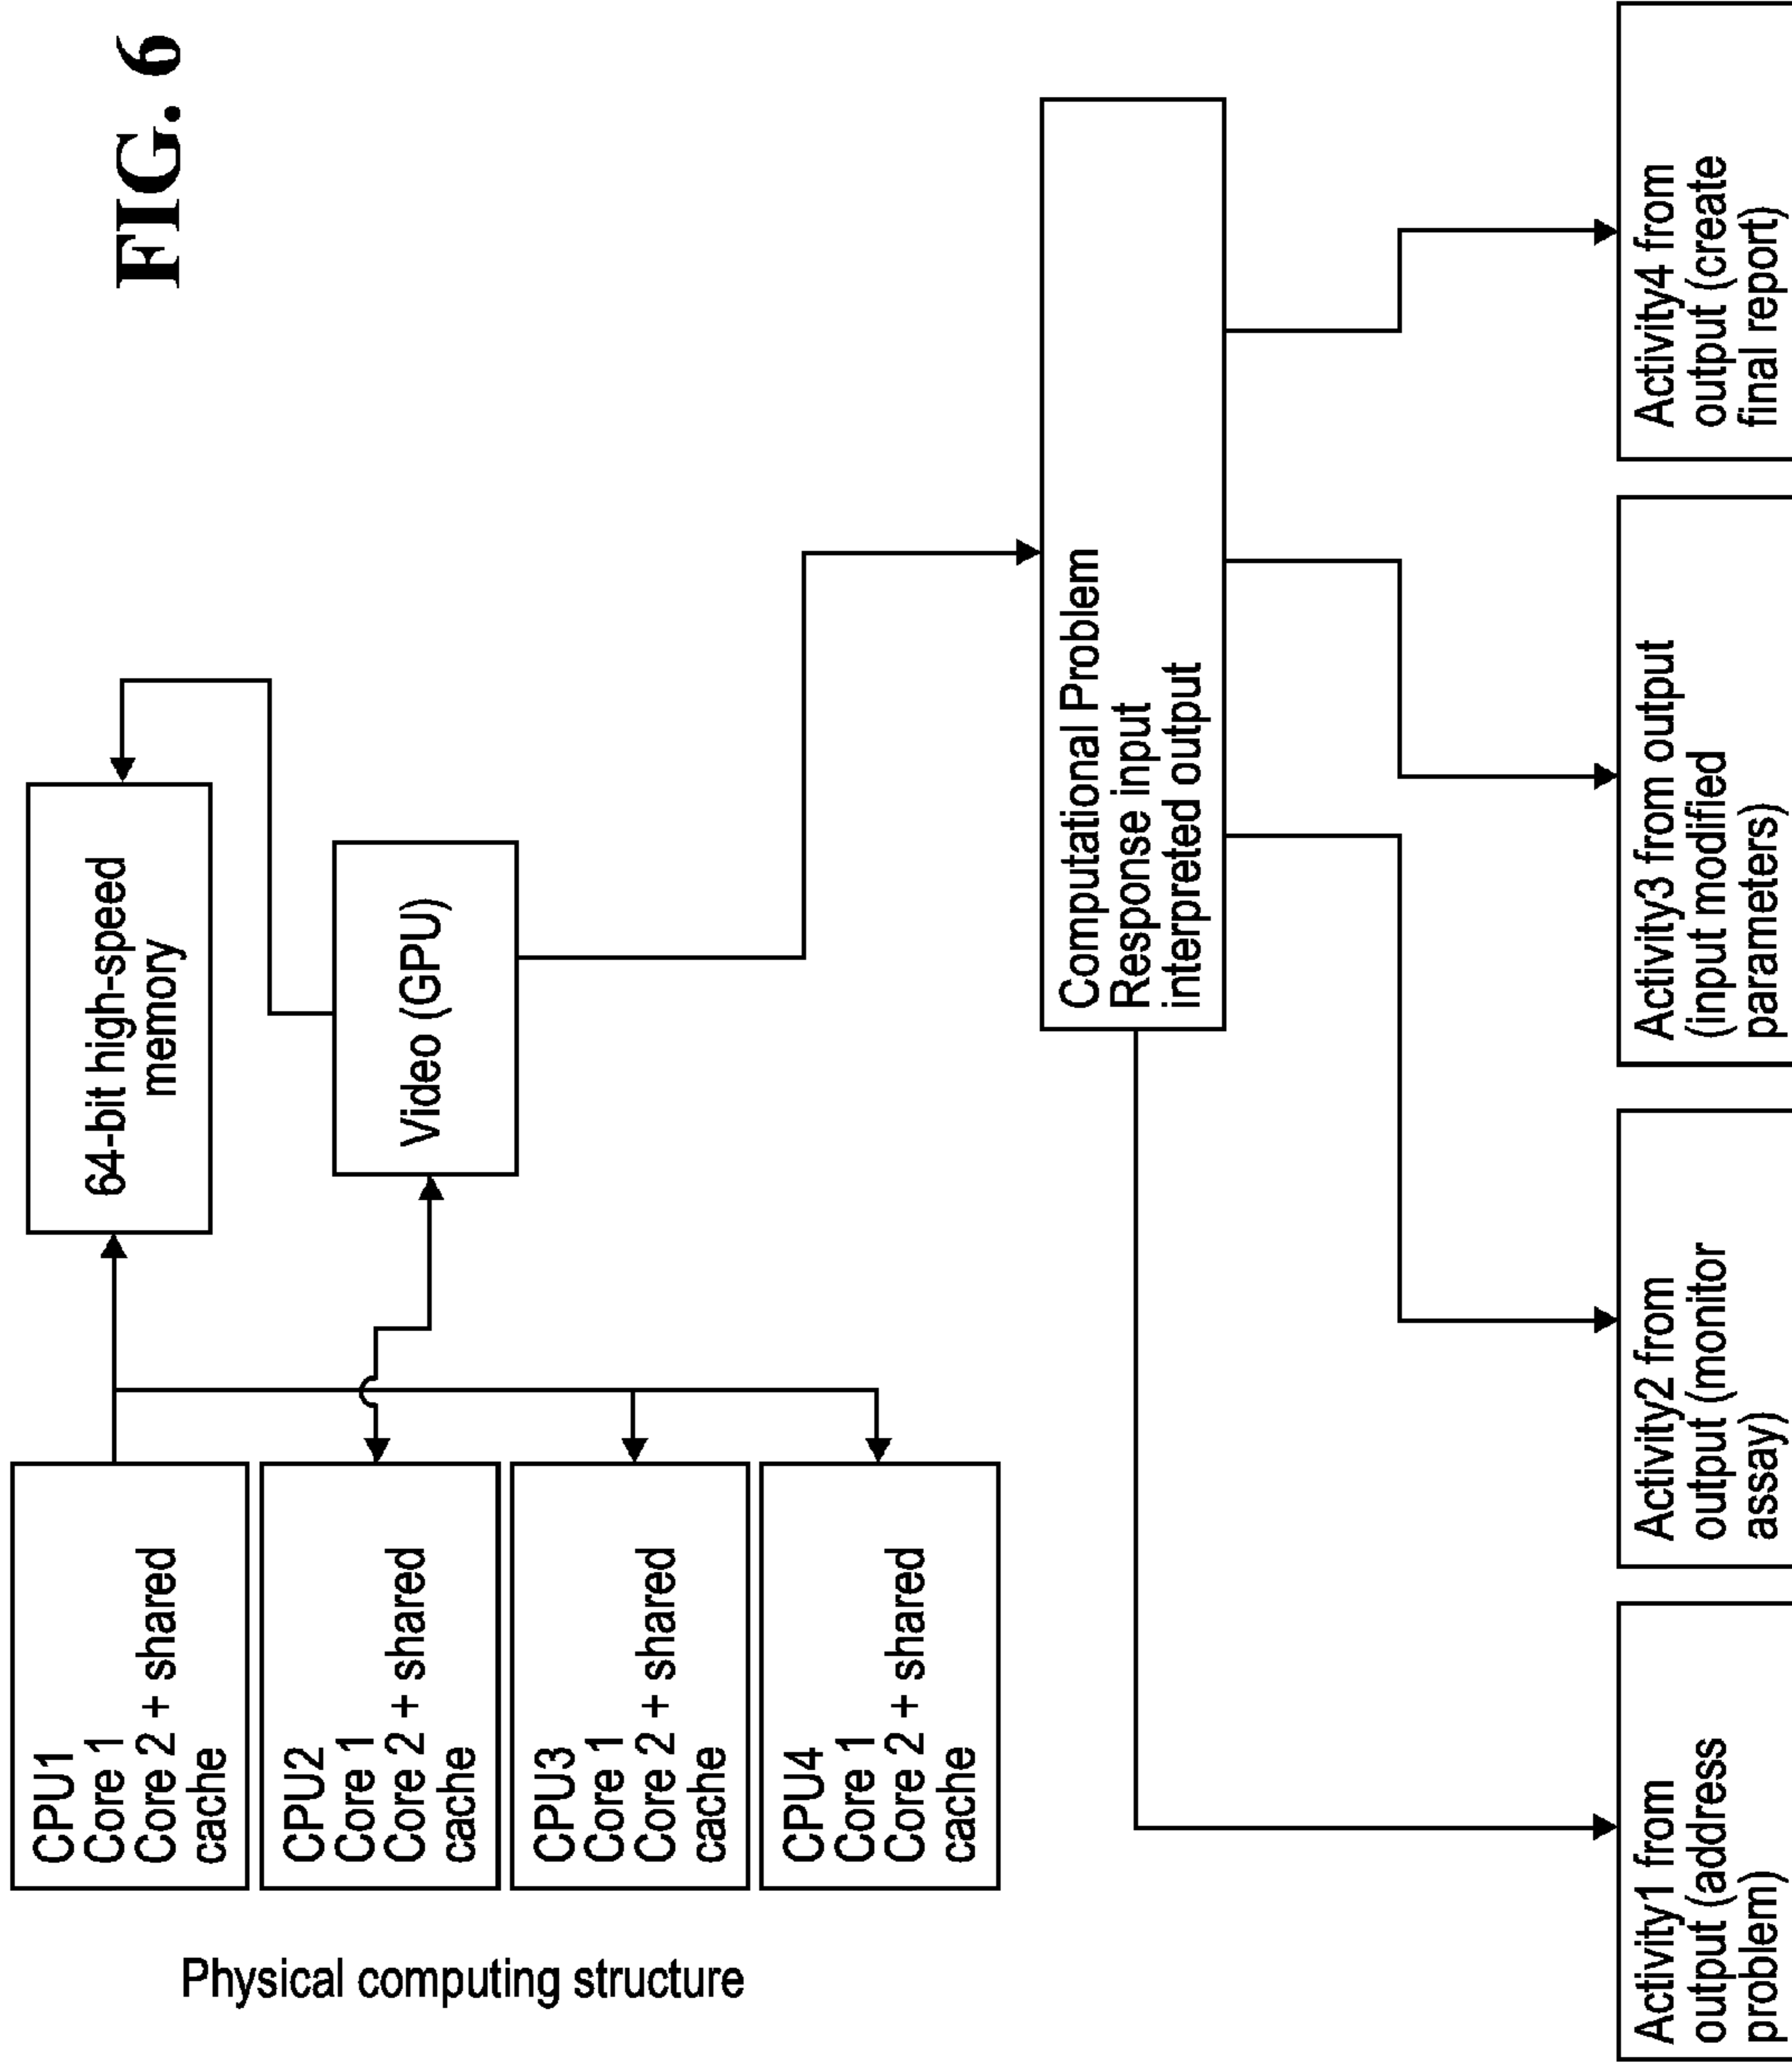 FIG. 6
Physical computing structure
CPU1
Core 1
Core 2 + shared
cache
CPU2
Core 1
Core 2 + shared
cache
CPU3
Core 1
Core 2 + shared
cache
CPU4
Core 1
Core 2 + shared
cache
64-bit high-speed
memory
Video (GPU)
Computational Problem
Response input
interpreted output
Activity1 from
output (address
problem)
Activity2 from
output (monitor
assay)
Activity3 from output
(input modified
parameters)
Activity4 from
output (create
final report)